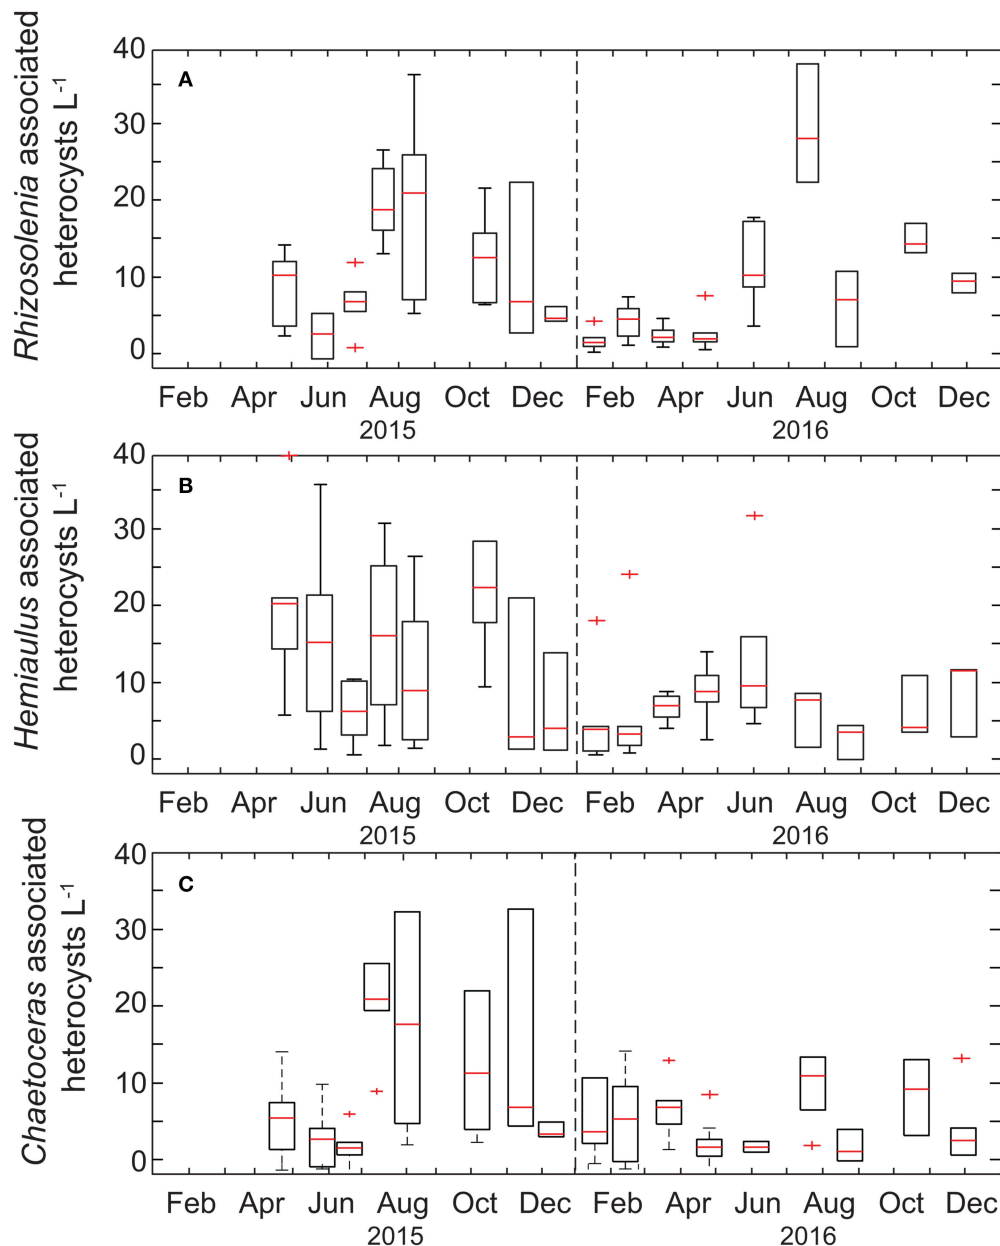 Rhizosolenia associated
heterocysts L-1
A
40
30
20
10
0
Feb Apr Jun Aug Oct Dec Feb Apr Jun Aug Oct Dec
2015 2016
Hemiaulus associated
heterocysts L-1
B
40
30
20
10
0
Feb Apr Jun Aug Oct Dec Feb Apr Jun Aug Oct Dec
2015 2016
Chaetoceras associated
heterocysts L-1
C
40
30
20
10
0
Feb Apr Jun Aug Oct Dec Feb Apr Jun Aug Oct Dec
2015 2016